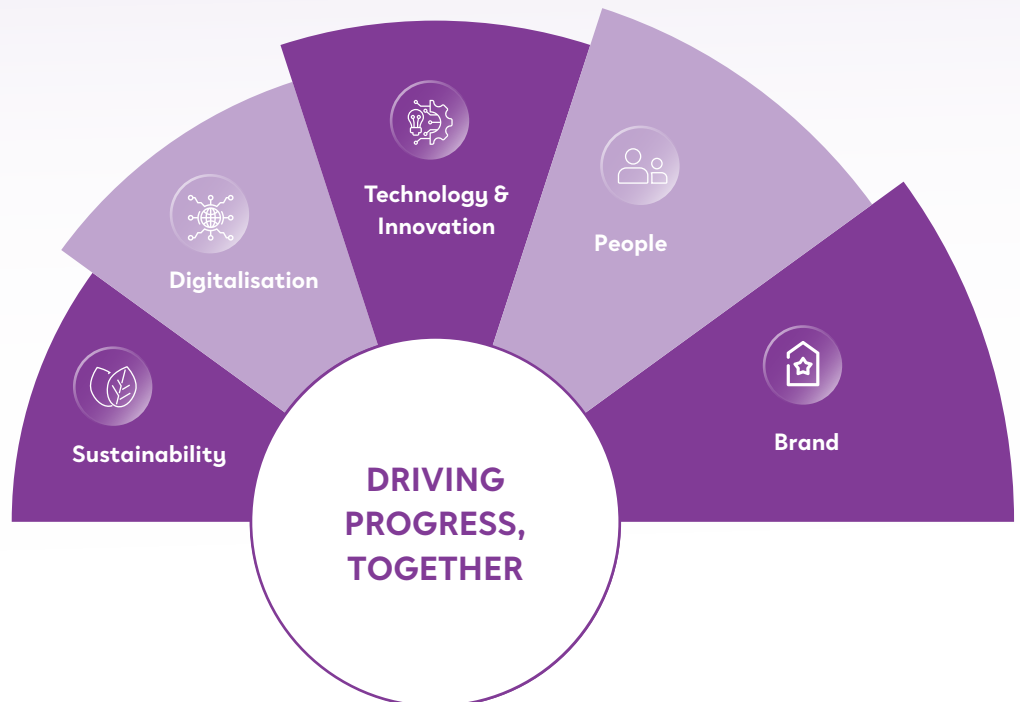 Technology &
Innovation
People
Digitalisation
Brand
Sustainability
DRIVING
PROGRESS,
TOGETHER